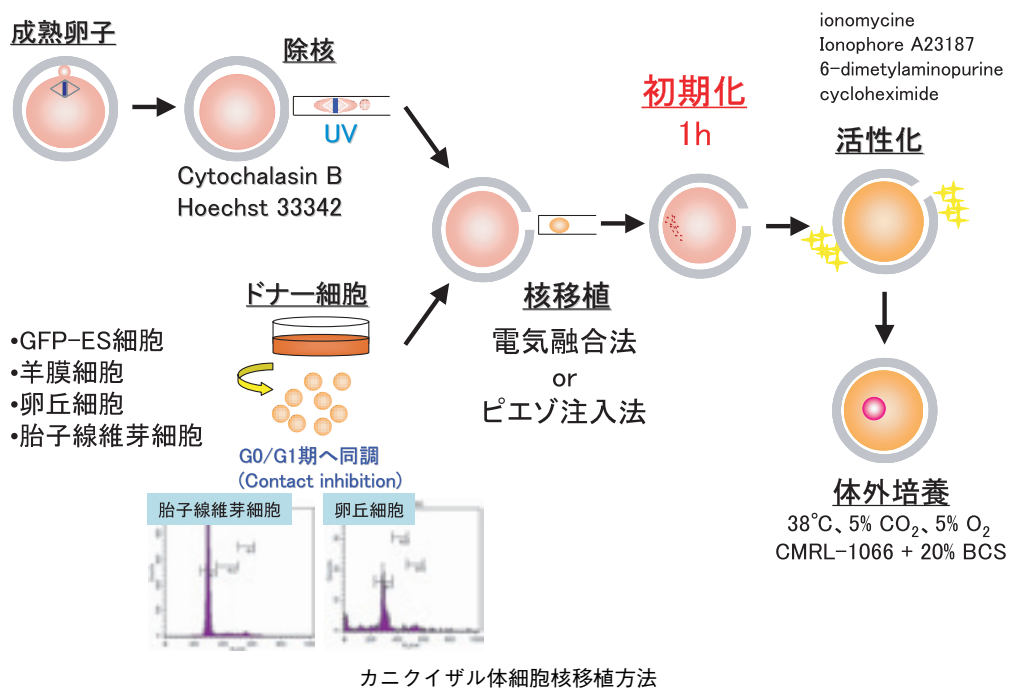 成熟卵子
除核
UV
Cytochalasin B
Hoechst 33342
ドナー細胞
•GFP-ES細胞
•羊膜細胞
•卵丘細胞
•胎子線維芽細胞
G0/G1期へ同調
(Contact inhibition)
胎子線維芽細胞
卵丘細胞
核移植
電気融合法
or
ピエゾ注入法
初期化
1h
ionomycine
Ionophore A23187
6-dimetylaminopurine
cycloheximide
活性化
体外培養
38℃、5% CO₂、5% O₂
CMRL-1066 + 20% BCS
カニクイザル体細胞核移植方法